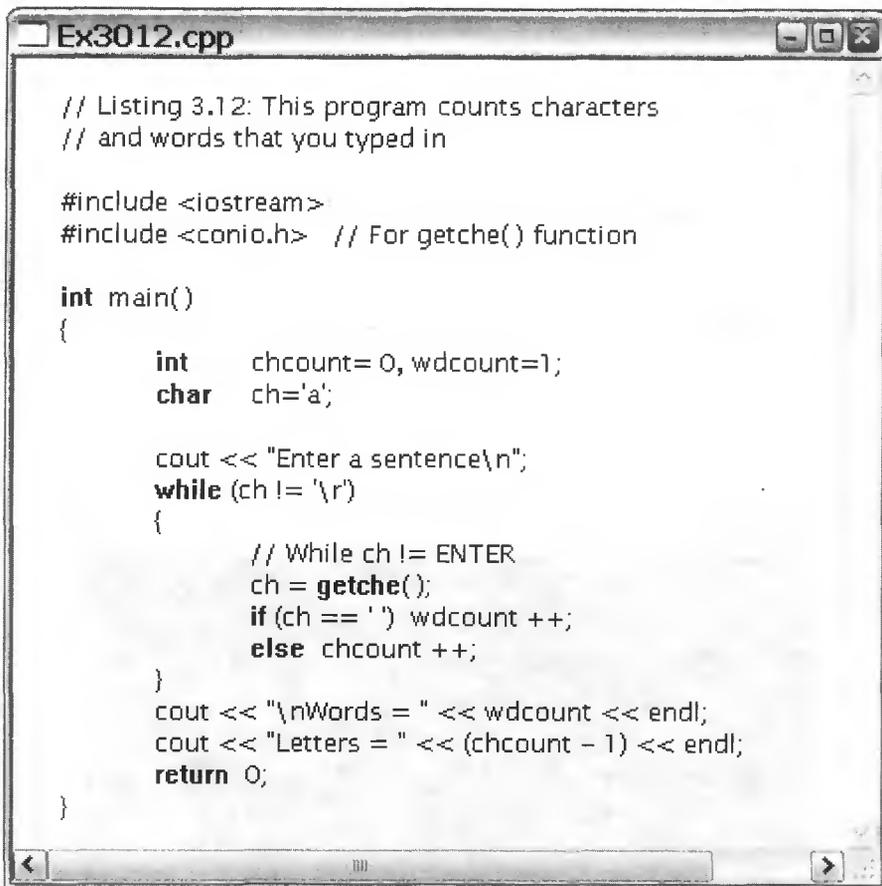 Ex3012.cpp
// Listing 3.12: This program counts characters
// and words that you typed in
#include <iostream>
#include <conio.h> // For getche() function
int main()
{
int chcount= 0, wdcount=1;
char ch='a';
cout << "Enter a sentence\n";
while (ch != '\r')
{
// While ch != ENTER
ch = getche();
if (ch == ' ') wdcount ++;
else chcount ++;
}
cout << "\nWords = " << wdcount << endl;
cout << "Letters = " << (chcount – 1) << endl;
return 0;
}